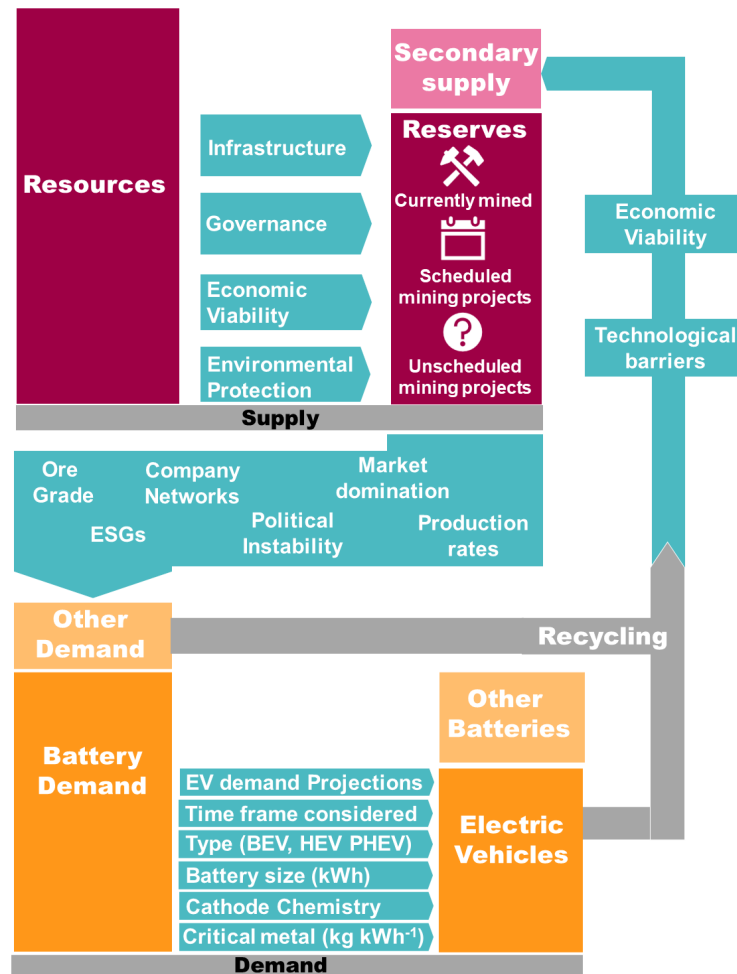 Resources
Infrastructure
Governance
Economic
Viability
Environmental
Protection
Secondary
supply
Reserves
Currently mined
Scheduled
mining projects
?
Unscheduled
mining projects
Economic
Viability
Technological
barriers
Supply
Ore
Grade
Company
Networks
Market
domination
ESGs
Political
Instability
Production
rates
Other
Demand
Recycling
Battery
Demand
Other
Batteries
EV demand Projections
Time frame considered
Type (BEV, HEV PHEV)
Battery size (kWh)
Cathode Chemistry
Critical metal (kg kWh⁻¹)
Electric
Vehicles
Demand